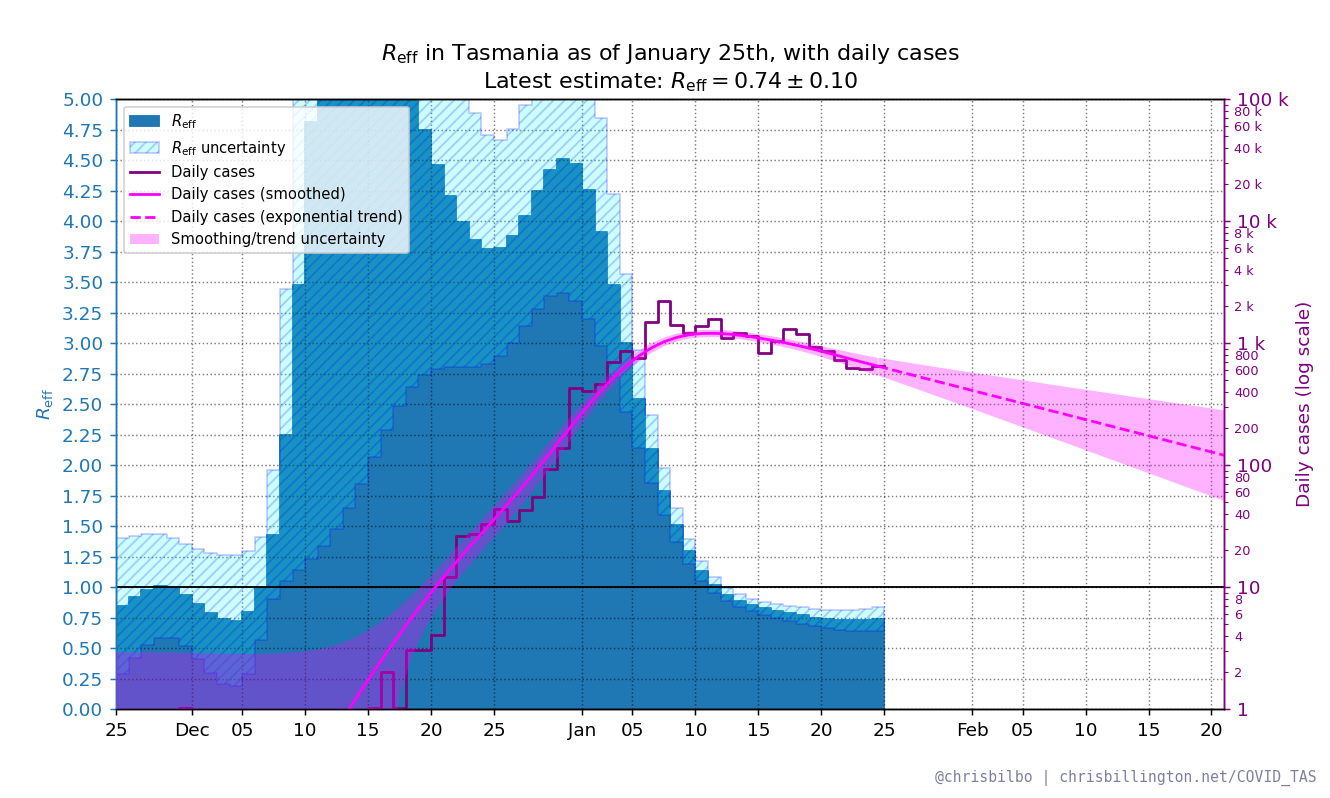 R_eff in Tasmania as of January 25th, with daily cases
Latest estimate: R_eff = 0.74 ± 0.10
R_eff
R_eff uncertainty
Daily cases
Daily cases (smoothed)
Daily cases (exponential trend)
Smoothing/trend uncertainty
5.00
4.75
4.50
4.25
4.00
3.75
3.50
3.25
3.00
2.75
2.50
2.25
2.00
1.75
1.50
1.25
1.00
0.75
0.50
0.25
0.00
R_eff
100 k
80 k
60 k
40 k
20 k
10 k
8 k
6 k
4 k
2 k
1 k
800
600
400
200
100
80
60
40
20
10
8
6
4
2
1
Daily cases (log scale)
25 Dec 05 10 15 20 25 Jan 05 10 15 20 25 Feb 05 10 15 20
@chrisbilbo | chrisbillington.net/COVID_TAS